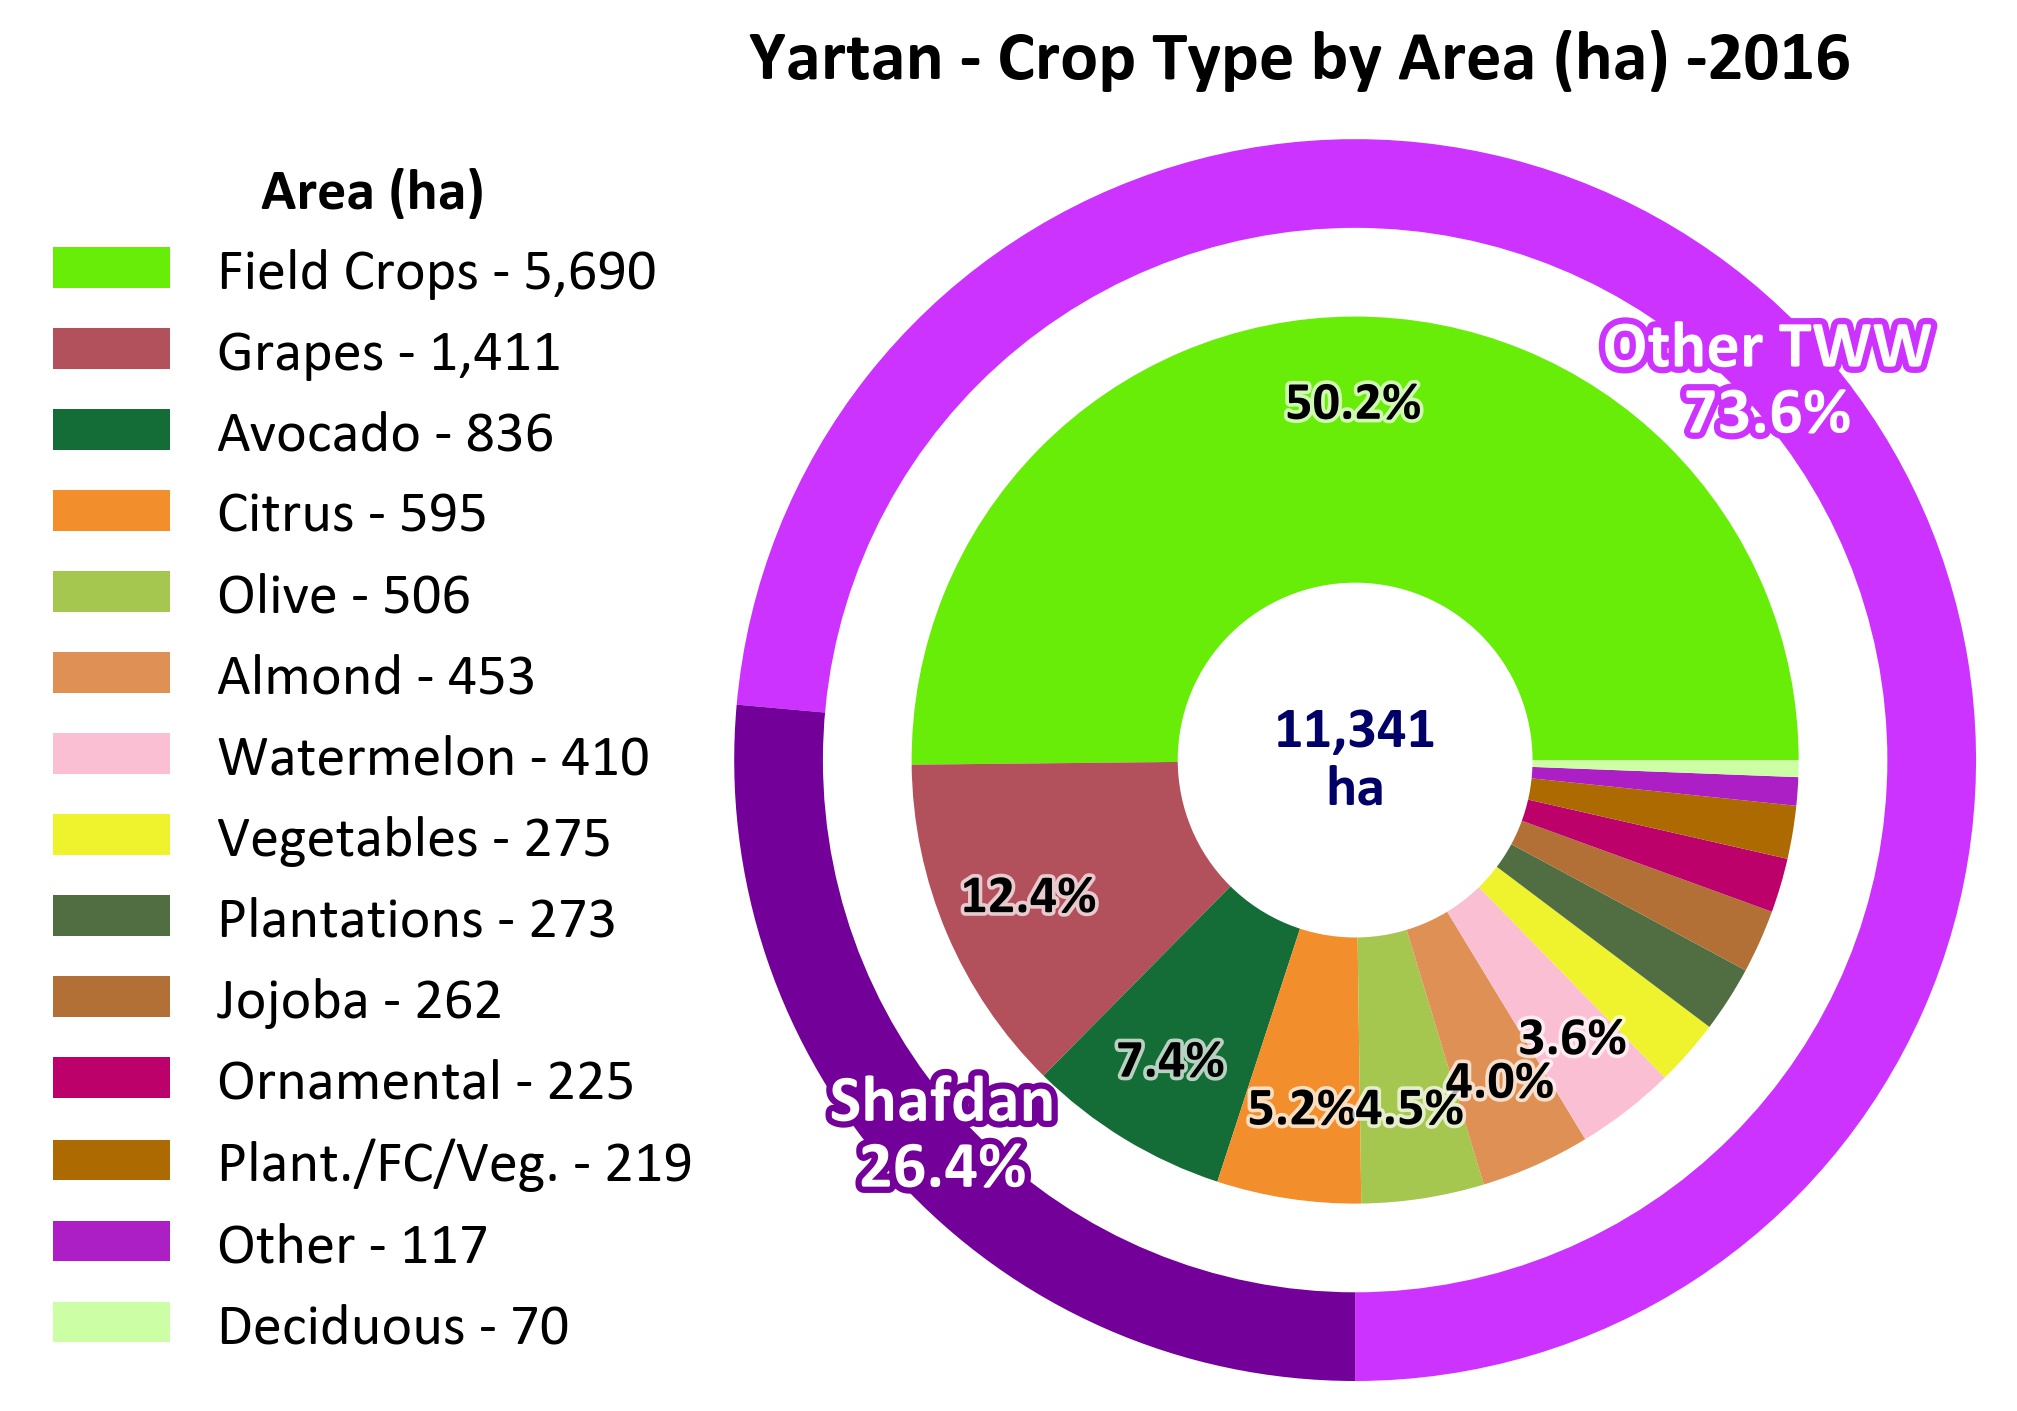 Yartan - Crop Type by Area (ha) -2016
Area (ha)
Field Crops - 5,690
Grapes - 1,411
Avocado - 836
Citrus - 595
Olive - 506
Almond - 453
Watermelon - 410
Vegetables - 275
Plantations - 273
Jojoba - 262
Ornamental - 225
Plant./FC/Veg. - 219
Other - 117
Deciduous - 70
Other TWW
73.6%
50.2%
11,341
ha
12.4%
7.4%
5.2%
4.5%
4.0%
3.6%
Shafdan
26.4%